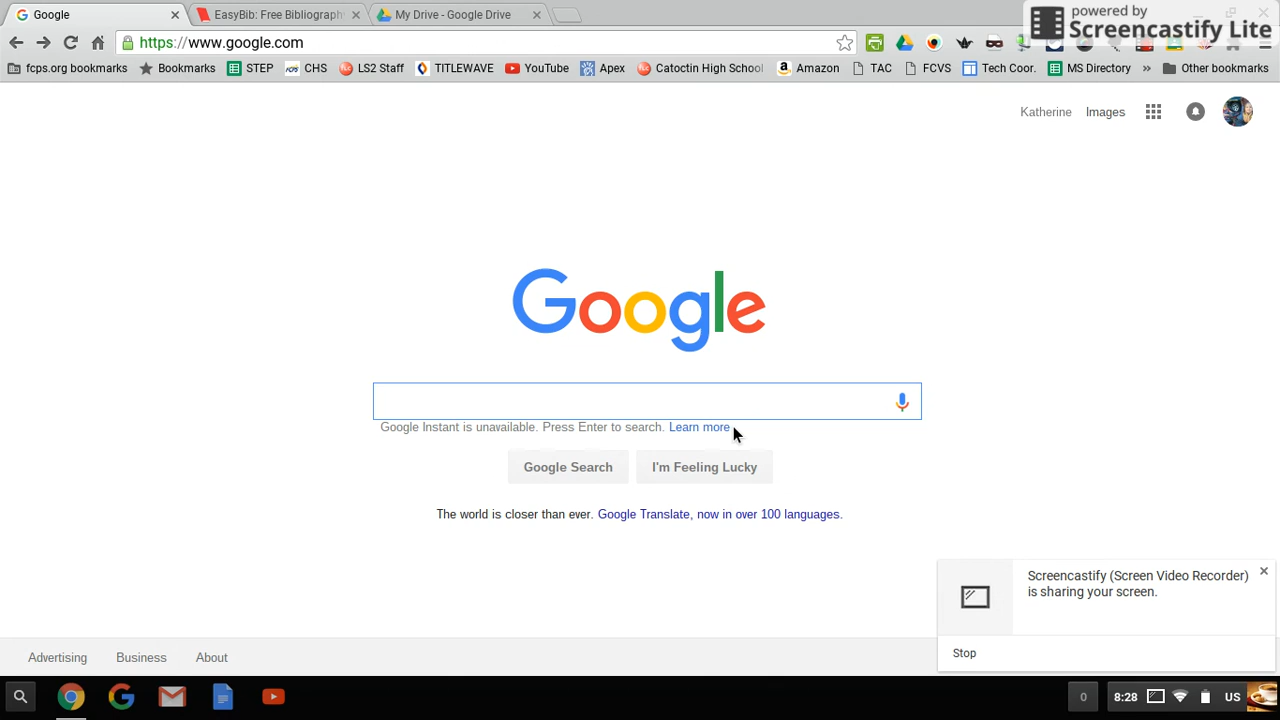 Google
EasyBib: Free Bibliograph
My Drive - Google Drive
powered by
Screencastify Lite
https://www.google.com
fcps.org bookmarks
Bookmarks
STEP
CHS
LS2 Staff
TITLEWAVE
YouTube
Apex
Catoctin High School
Amazon
TAC
FCVS
Tech Coor.
MS Directory
»
Other bookmarks
Katherine
Images
Google
Google Instant is unavailable. Press Enter to search. Learn more
Google Search
I'm Feeling Lucky
The world is closer than ever. Google Translate, now in over 100 languages.
Screencastify (Screen Video Recorder)
is sharing your screen.
Stop
Advertising
Business
About
0
8:28
US